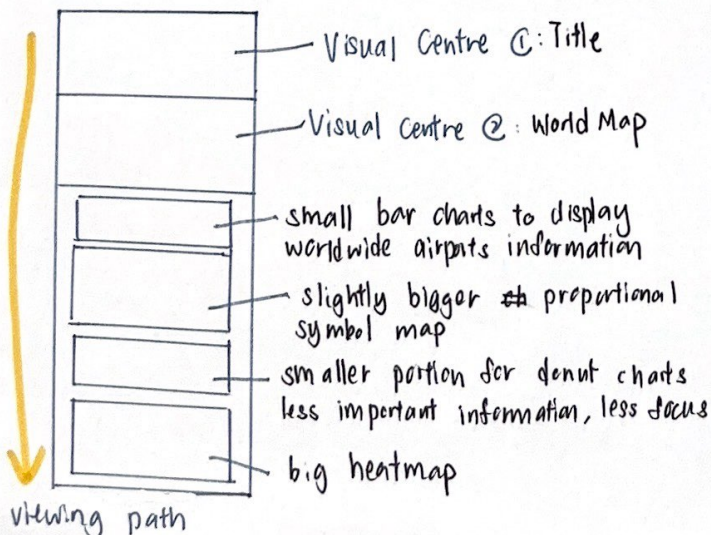 Visual Centre ①: Title
Visual Centre ②: World Map
small bar charts to display
worldwide airports information
slightly bigger proportional
symbol map
smaller portion for donut charts
less important information, less focus
big heatmap
viewing path